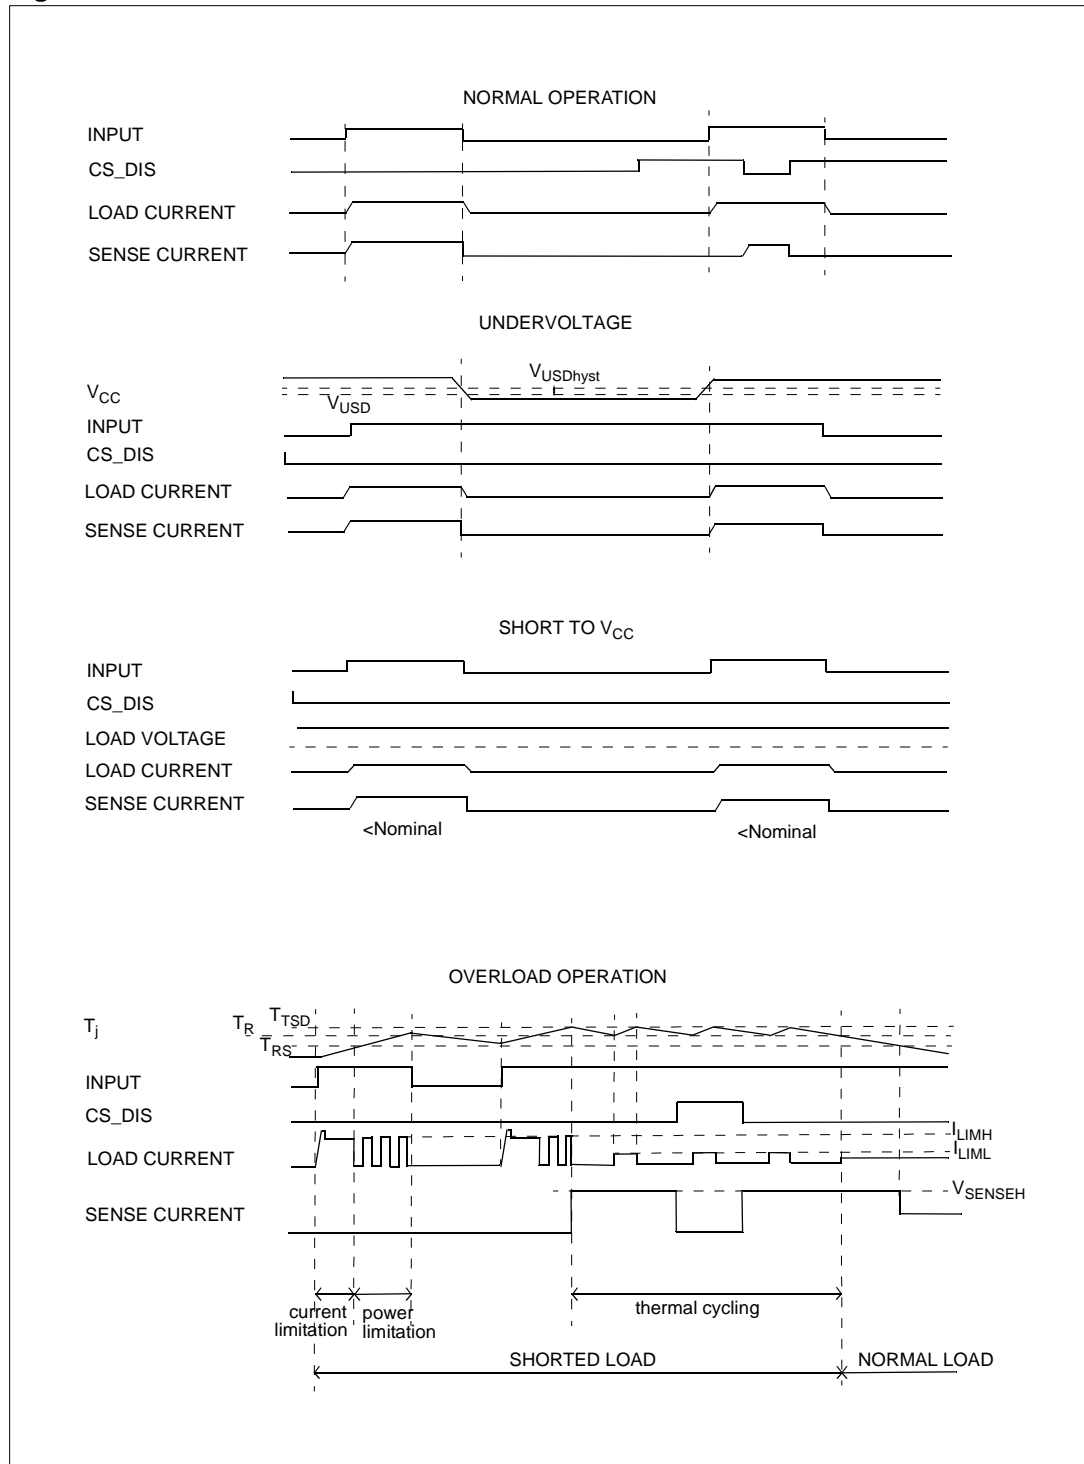 NORMAL OPERATION
INPUT
CS_DIS
LOAD CURRENT
SENSE CURRENT
UNDERVOLTAGE
VUSDhyst
VCC
VUSD
INPUT
CS_DIS
LOAD CURRENT
SENSE CURRENT
SHORT TO VCC
INPUT
CS_DIS
LOAD VOLTAGE
LOAD CURRENT
SENSE CURRENT
<Nominal <Nominal
OVERLOAD OPERATION
Tj TR TTSD
TRS
INPUT
CS_DIS
ILIMH
LOAD CURRENT ILIML
VSENSEH
SENSE CURRENT
current limitation
power limitation
thermal cycling
SHORTED LOAD NORMAL LOAD